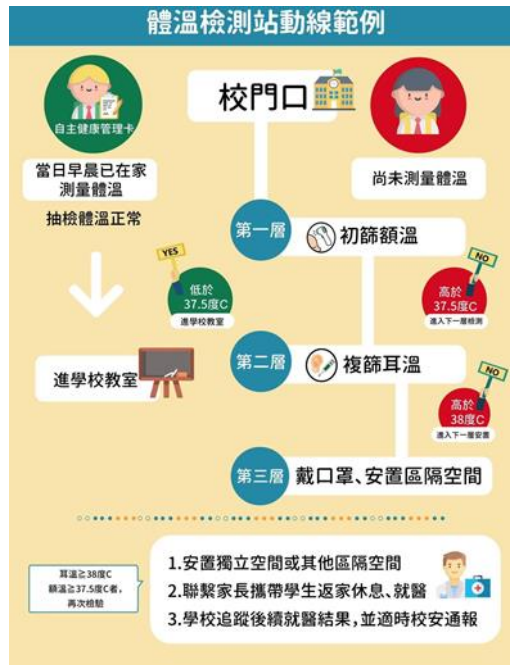 體溫檢測站動線範例
校門口
自主健康管理卡
當日早晨已在家
測量體溫
抽檢體溫正常
尚未測量體溫
第一層
初篩額溫
YES
低於
37.5度C
進學校教室
NO
高於
37.5度C
進入下一層檢測
進學校教室
第二層
複篩耳溫
NO
高於
38度C
進入下一層安置
第三層
戴口罩、安置區隔空間
耳溫≧38度C
額溫≧37.5度C者,
再次檢驗
1.安置獨立空間或其他區隔空間
2.聯繫家長攜帶學生返家休息、就醫
3.學校追蹤後續就醫結果,並適時校安通報